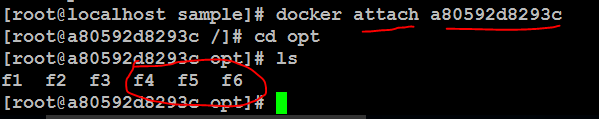 [root@localhost sample]# docker attach a80592d8293c
[root@a80592d8293c /]# cd opt
[root@a80592d8293c opt]# ls
f1 f2 f3 f4 f5 f6
[root@a80592d8293c opt]#